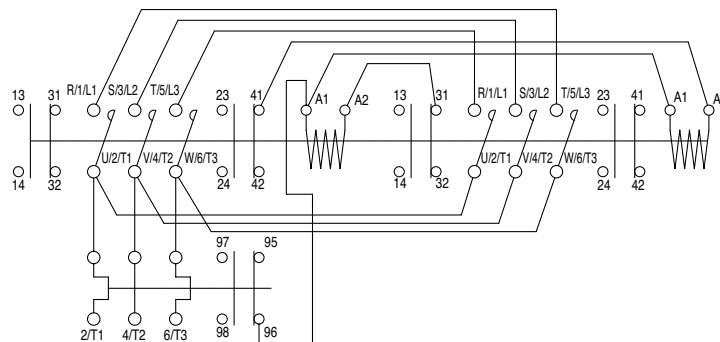 13 31 R/1/L1 S/3/L2 T/5/L3 23 41 A1 A2 13 31 R/1/L1 S/3/L2 T/5/L3 23 41 A1 A
14 32 U/2/T1 V/4/T2 W/6/T3 24 42 14 32 U/2/T1 V/4/T2 W/6/T3 24 42
97 95
2/T1 4/T2 6/T3 98 96